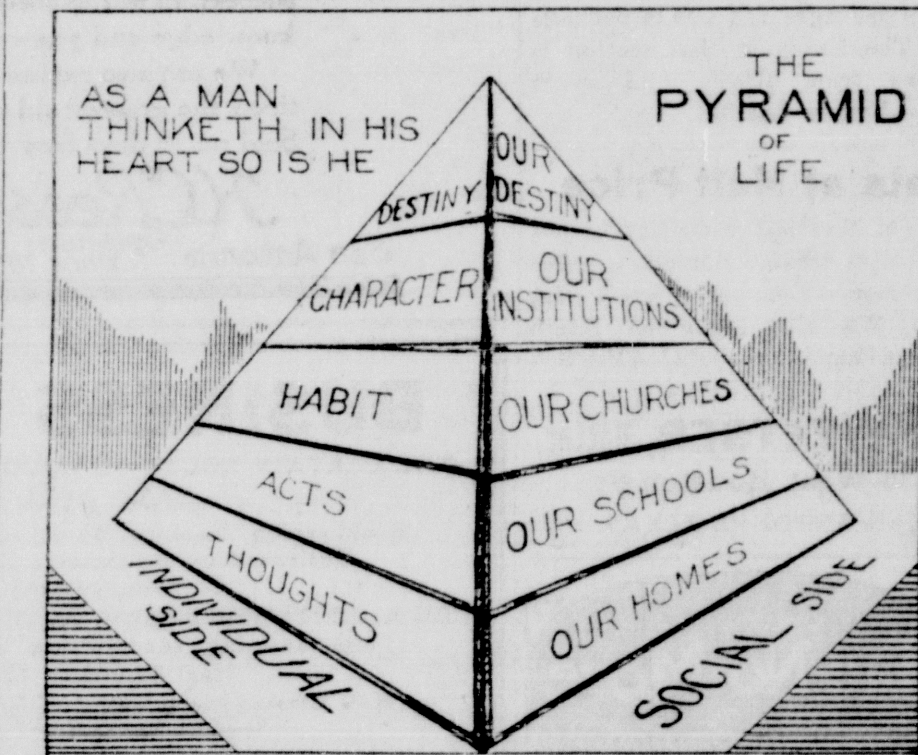 AS A MAN
THINKETH IN HIS
HEART SO IS HE
THE
PYRAMID
OF
LIFE
DESTINY
CHARACTER
HABIT
ACTS
THOUGHTS
INDIVIDUAL
SIDE
OUR
DESTINY
OUR
INSTITUTIONS
OUR CHURCHES
OUR SCHOOLS
OUR HOMES
SOCIAL SIDE